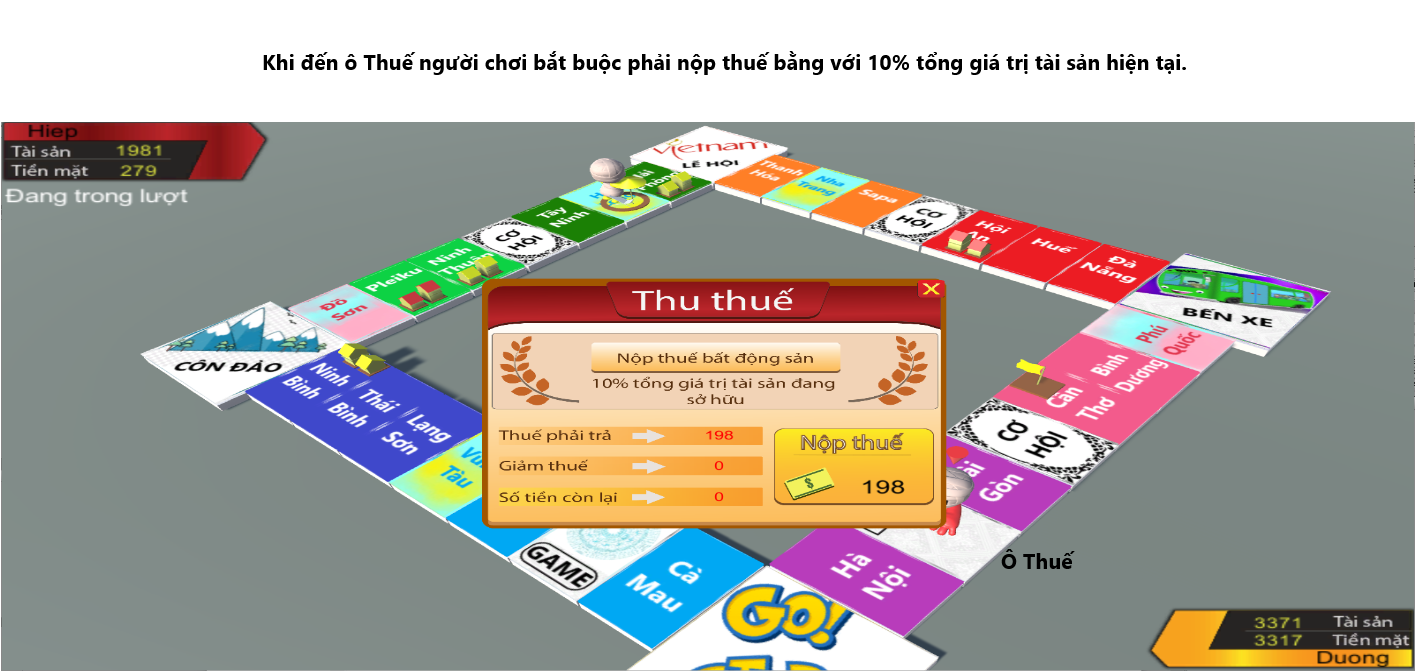 Khi đến ô Thuế người chơi bắt buộc phải nộp thuế bằng với 10% tổng giá trị tài sản hiện tại.
Hiep
Tài sản 1981
Tiền mặt 279
Đang trong lượt
Vietnam
LỄ HỘI
Thanh Hóa
Nha Trang
Sapa
CƠ HỘI
Hội An
Huế
Đà Nẵng
BẾN XE
Tây Ninh
CƠ HỘI
Ninh Thuận
Pleiku
Đồ Sơn
CÔN ĐẢO
Ninh Bình
Thái Bình
Lạng Sơn
Tàu
GAME
Cà Mau
GO!
Hà Nội
Gòn
CƠ HỘI
Cần Thơ
Bình Dương
Phú Quốc
Thu thuế
Nộp thuế bất động sản
10% tổng giá trị tài sản đang
sở hữu
Thuế phải trả 198
Giảm thuế 0
Số tiền còn lại 0
Nộp thuế
198
Ô Thuế
3371 Tài sản
3317 Tiền mặt
Duong